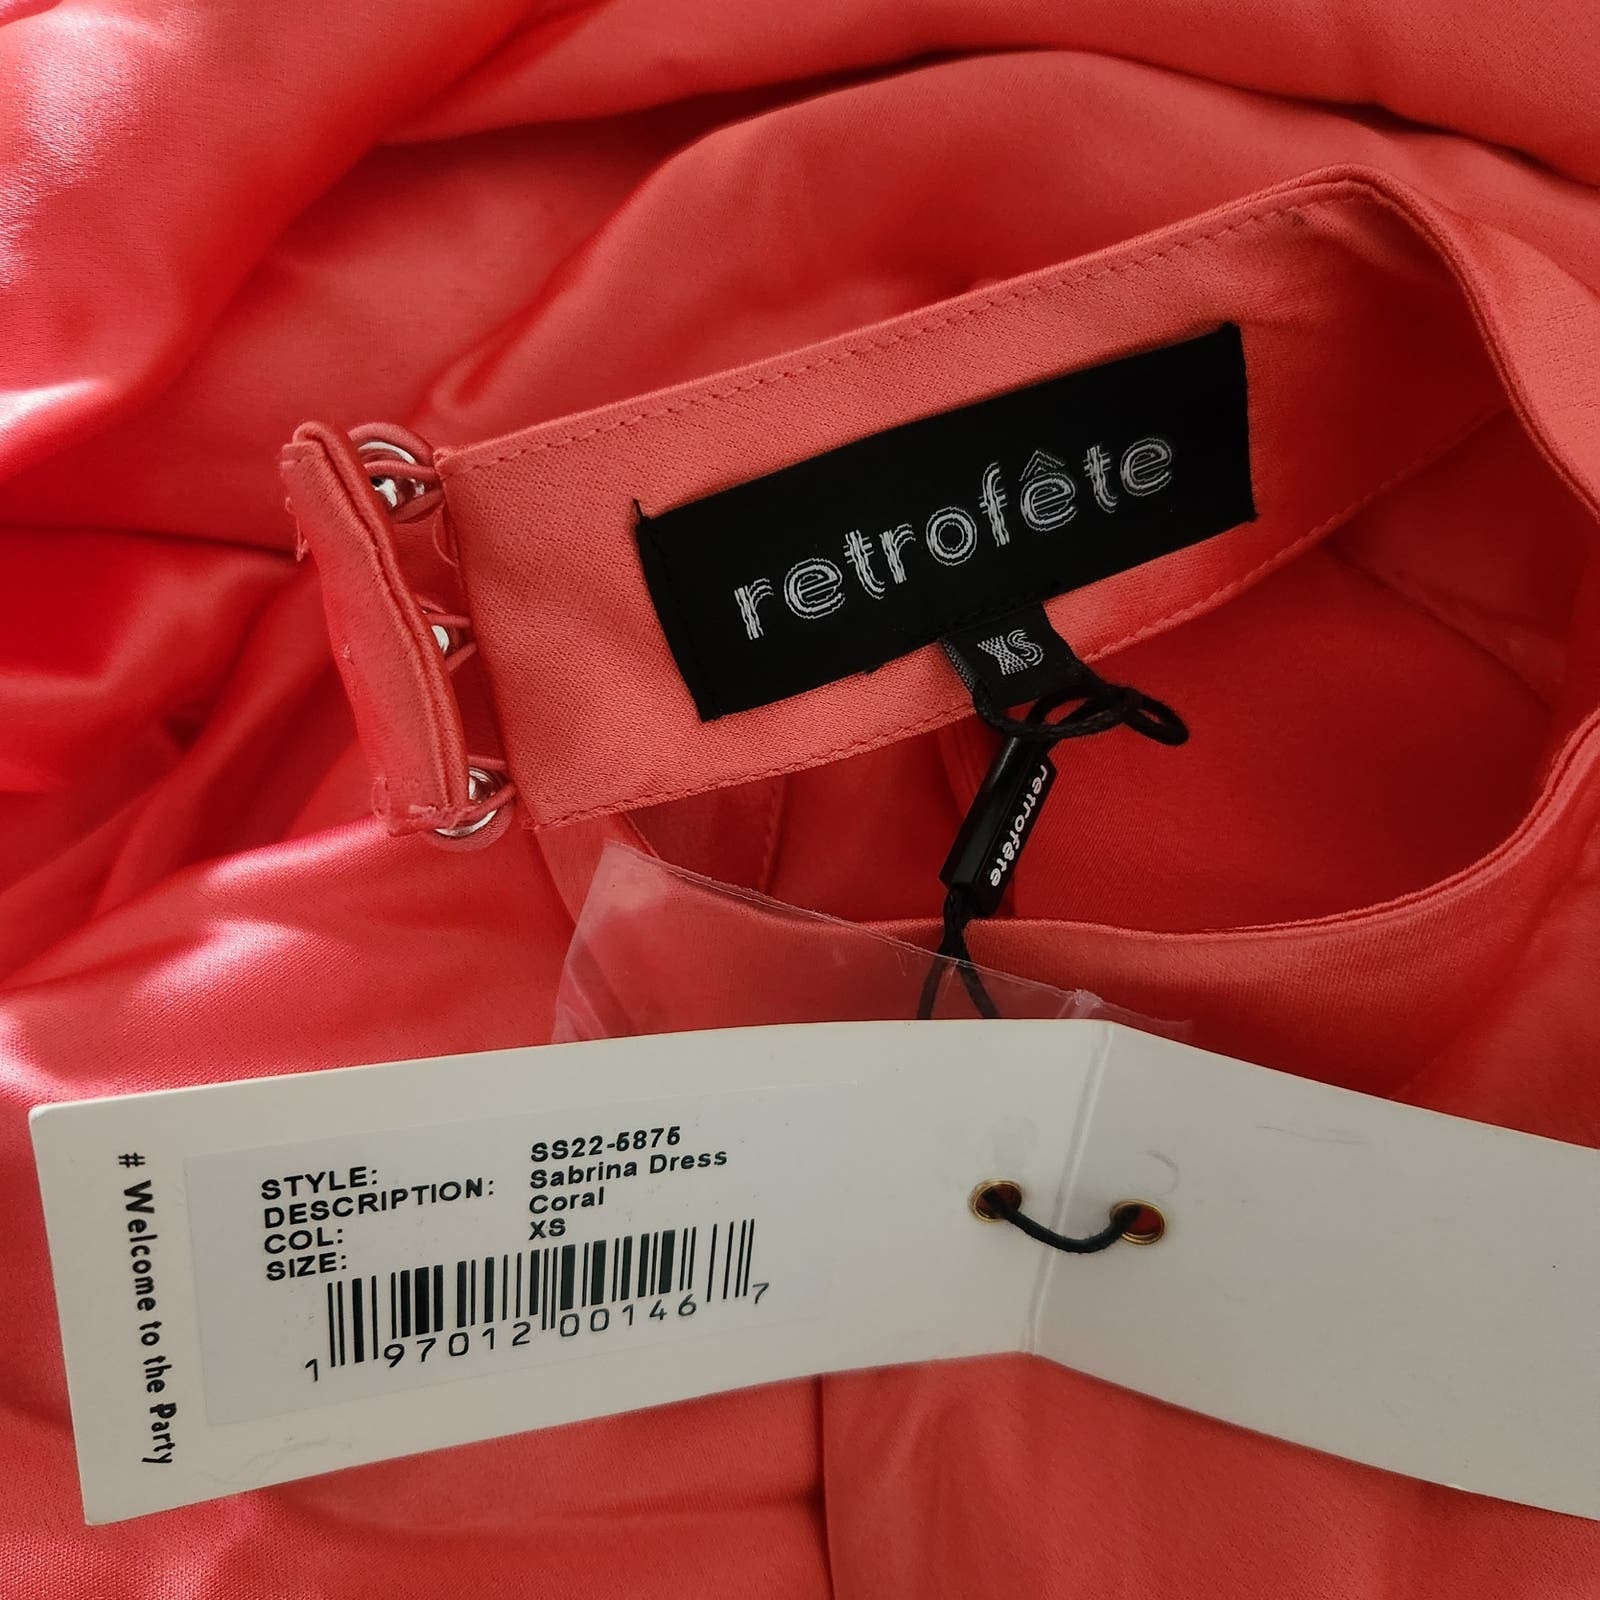 retrofête
XS
retrofête
# Welcome to the Party
STYLE: SS22-5875
DESCRIPTION: Sabrina Dress
COL: Coral
SIZE: XS
1 97012 00146 7